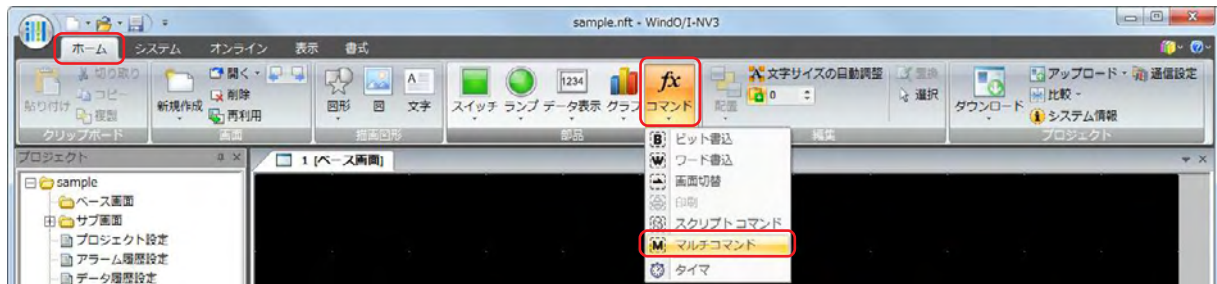 sample.nft - WindO/I-NV3
ホーム システム オンライン 表示 書式
切り取り 開く 文字サイズの自動調整 置換 アップロード 通信設定
コピー 削除 0 選択 比較
貼り付け 複製 新規作成 再利用 図形 図 文字 スイッチ ランプ データ表示 グラフ コマンド 配置 ダウンロード システム情報
1234
fx
A
クリップボード 画面 描画図形 部品 編集 プロジェクト
B ビット書込
W ワード書込
画面切替
印刷
スクリプトコマンド
M マルチコマンド
タイマ
プロジェクト
1 [ベース画面]
sample
ベース画面
サブ画面
プロジェクト設定
アラーム履歴設定
データ履歴設定